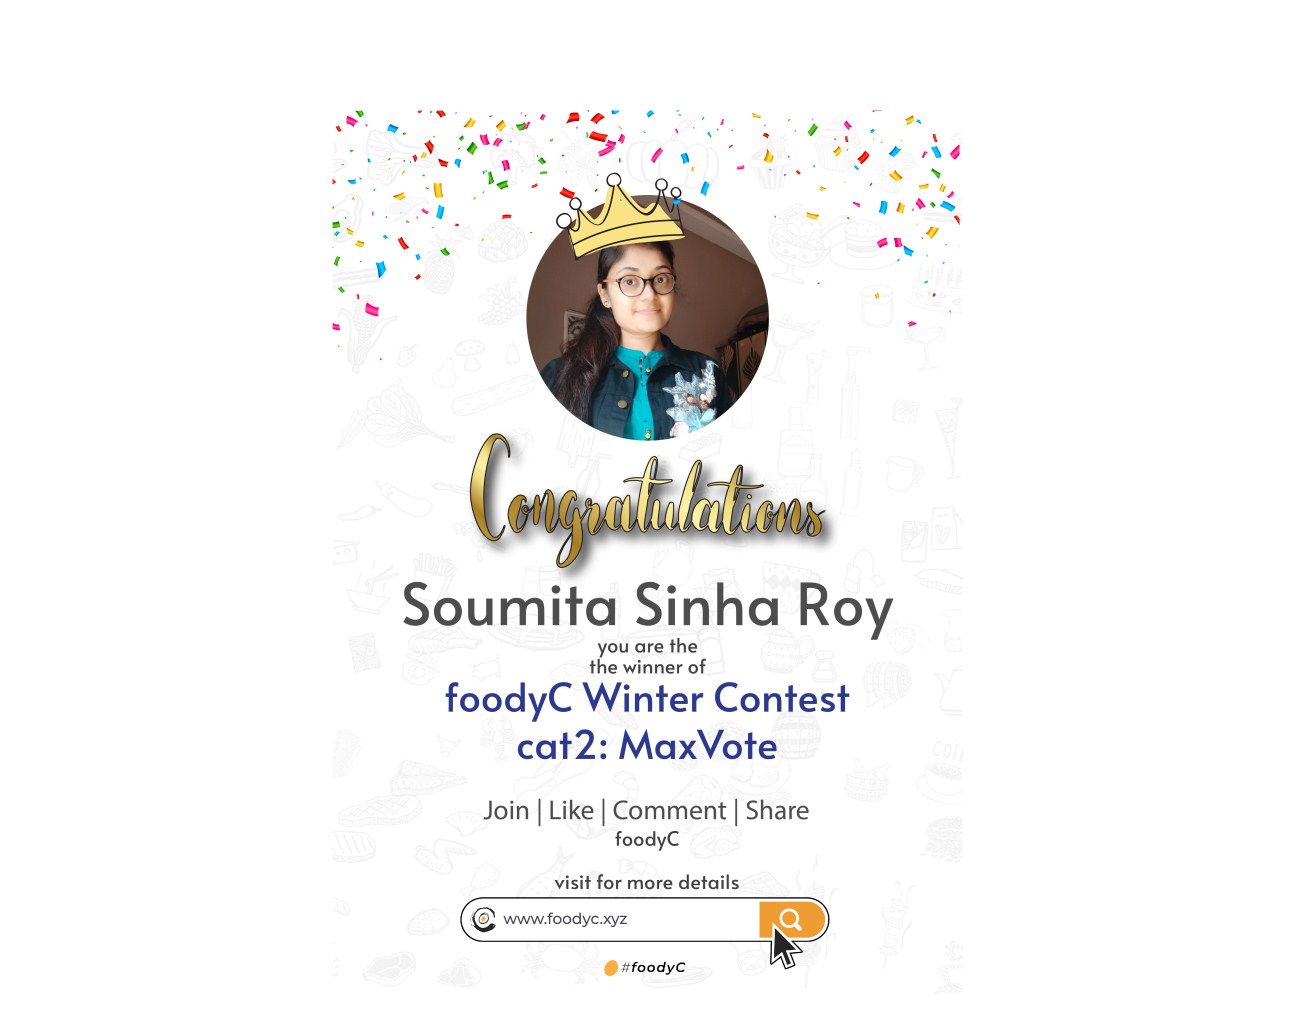 Congratulations
Soumita Sinha Roy
you are the
the winner of
foodyC Winter Contest
cat2: MaxVote
Join | Like | Comment | Share
foodyC
visit for more details
www.foodyc.xyz
#foodyC